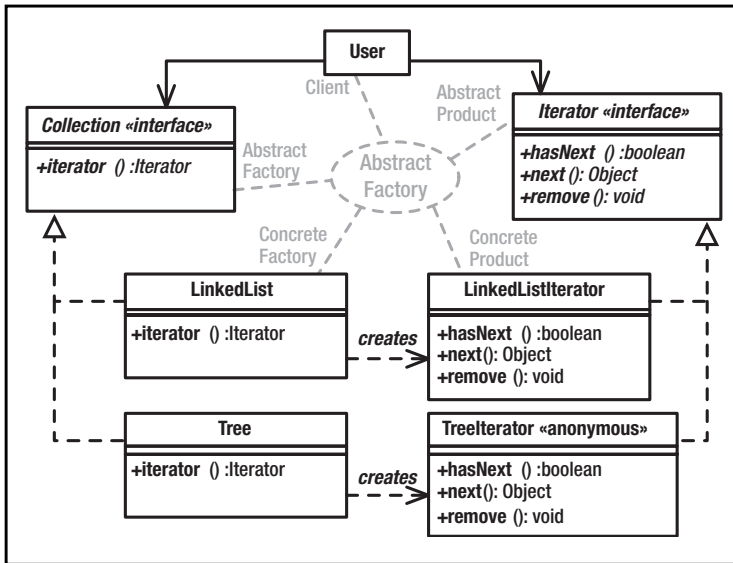 User
Client
Abstract
Product
Collection «interface»
+iterator () :Iterator
Iterator «interface»
+hasNext () :boolean
+next(): Object
+remove(): void
Abstract
Factory
Abstract
Factory
Concrete
Factory
Concrete
Product
LinkedList
+iterator () :Iterator
creates
LinkedListIterator
+hasNext () :boolean
+next(): Object
+remove (): void
Tree
+iterator () :Iterator
creates
TreeIterator «anonymous»
+hasNext () :boolean
+next(): Object
+remove (): void